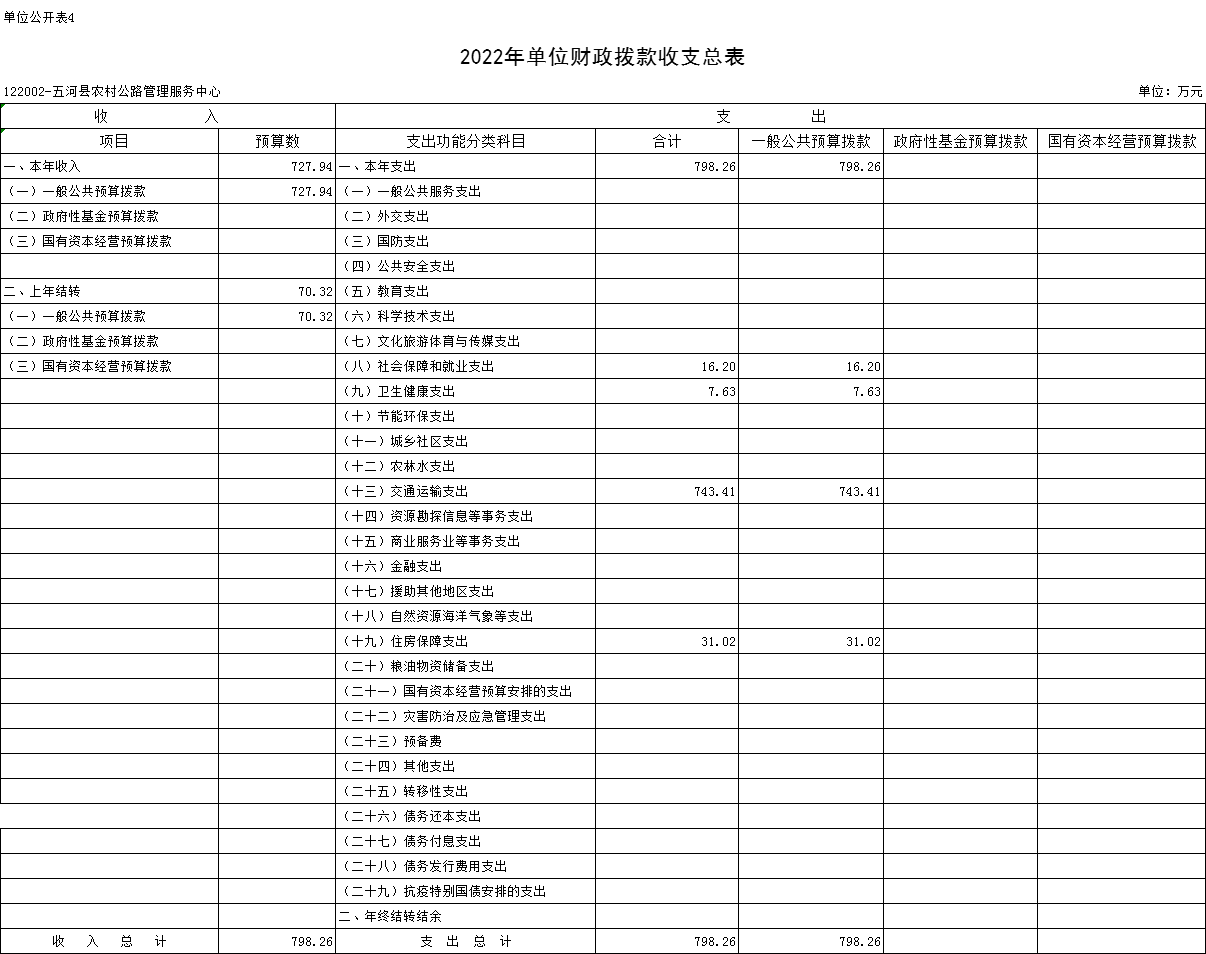 单位公开表4
2022年单位财政拨款收支总表
122002-五河县农村公路管理服务中心 单位：万元
收 入 支 出
项目 预算数 支出功能分类科目 合计 一般公共预算拨款 政府性基金预算拨款 国有资本经营预算拨款
一、本年收入 727.94 一、本年支出 798.26 798.26
（一）一般公共预算拨款 727.94 （一）一般公共服务支出
（二）政府性基金预算拨款 （二）外交支出
（三）国有资本经营预算拨款 （三）国防支出
（四）公共安全支出
二、上年结转 70.32 （五）教育支出
（一）一般公共预算拨款 70.32 （六）科学技术支出
（二）政府性基金预算拨款 （七）文化旅游体育与传媒支出
（三）国有资本经营预算拨款 （八）社会保障和就业支出 16.20 16.20
（九）卫生健康支出 7.63 7.63
（十）节能环保支出
（十一）城乡社区支出
（十二）农林水支出
（十三）交通运输支出 743.41 743.41
（十四）资源勘探信息等事务支出
（十五）商业服务业等事务支出
（十六）金融支出
（十七）援助其他地区支出
（十八）自然资源海洋气象等支出
（十九）住房保障支出 31.02 31.02
（二十）粮油物资储备支出
（二十一）国有资本经营预算安排的支出
（二十二）灾害防治及应急管理支出
（二十三）预备费
（二十四）其他支出
（二十五）转移性支出
（二十六）债务还本支出
（二十七）债务付息支出
（二十八）债务发行费用支出
（二十九）抗疫特别国债安排的支出
二、年终结转结余
收 入 总 计 798.26 支 出 总 计 798.26 798.26